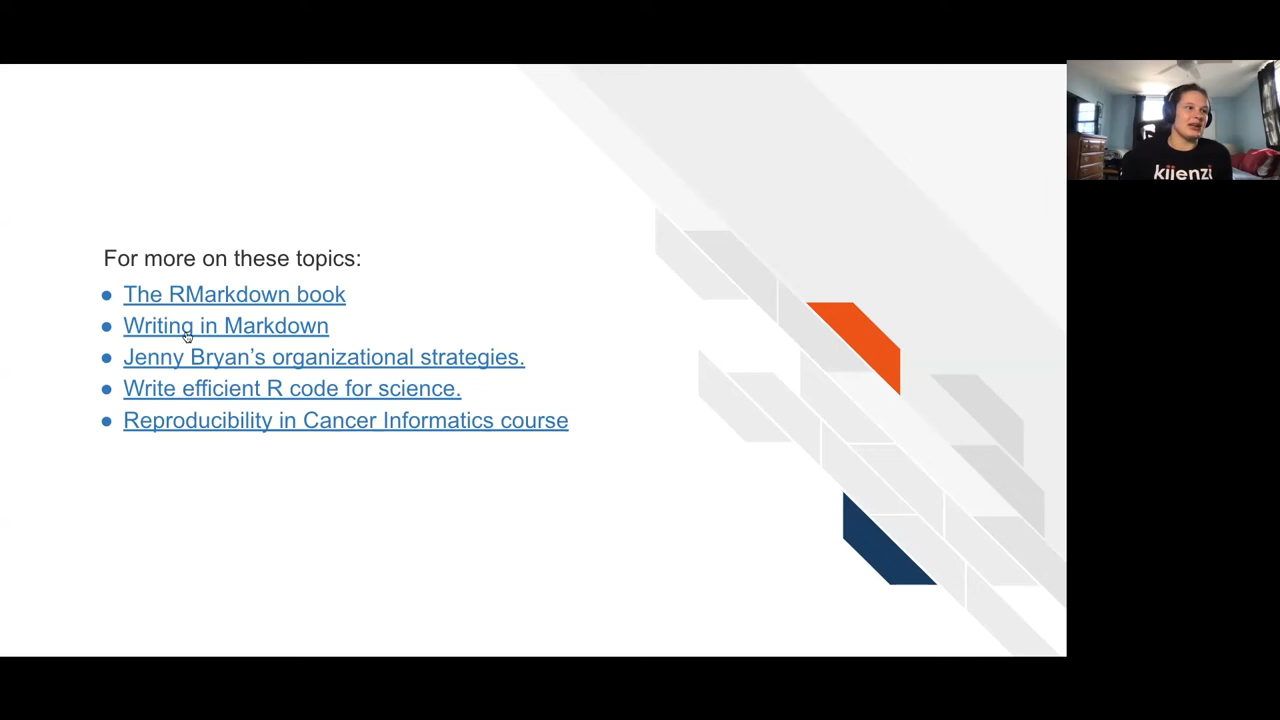 For more on these topics:
● The RMarkdown book
● Writing in Markdown
● Jenny Bryan’s organizational strategies.
● Write efficient R code for science.
● Reproducibility in Cancer Informatics course
kijenzi